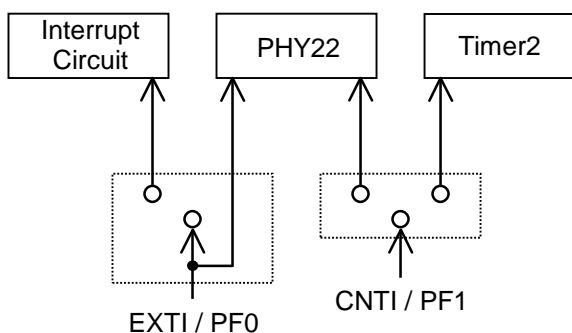 Interrupt
Circuit
PHY22
Timer2
EXTI / PF0
CNTI / PF1